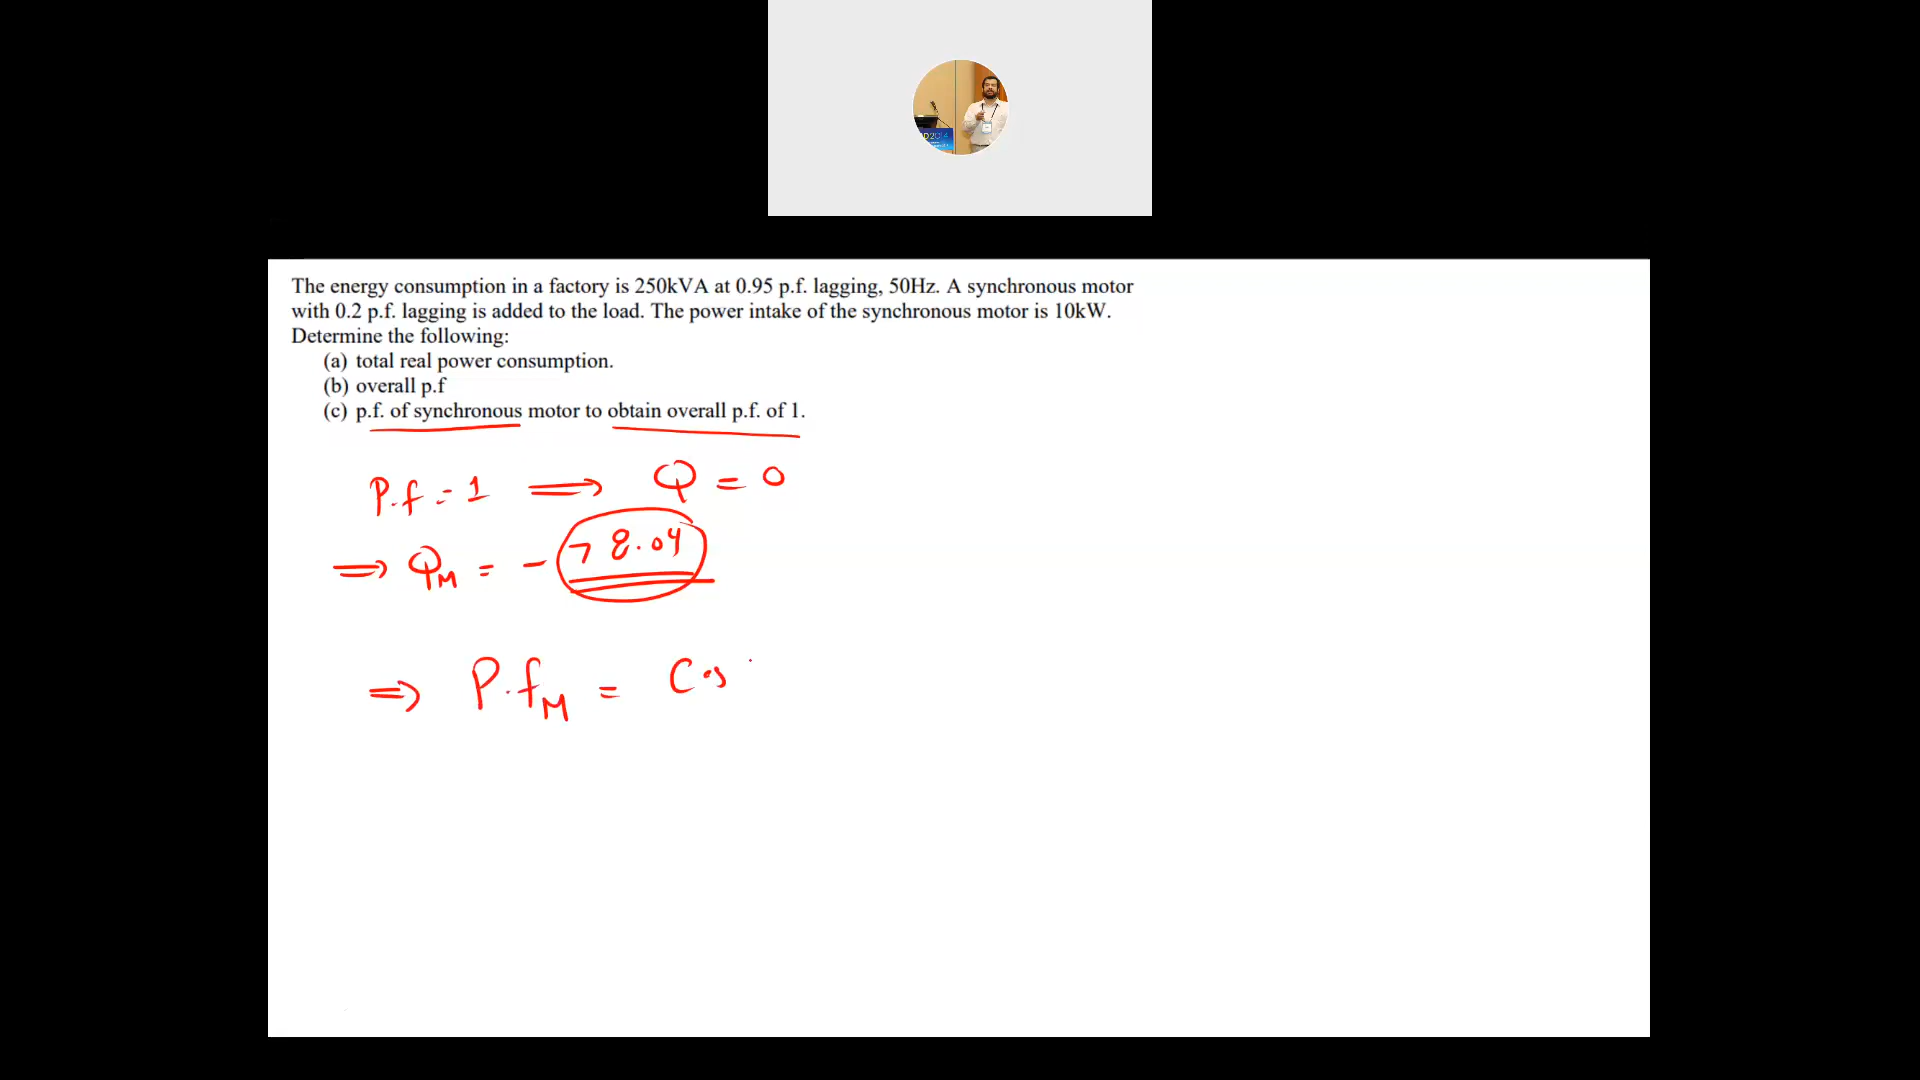 D2014
The energy consumption in a factory is 250kVA at 0.95 p.f. lagging, 50Hz. A synchronous motor
with 0.2 p.f. lagging is added to the load. The power intake of the synchronous motor is 10kW.
Determine the following:
(a) total real power consumption.
(b) overall p.f
(c) p.f. of synchronous motor to obtain overall p.f. of 1.
P.f = 1 ⟹ Q = 0
⟹ Q_M = - 78.04
⟹ P.f_M = Cos